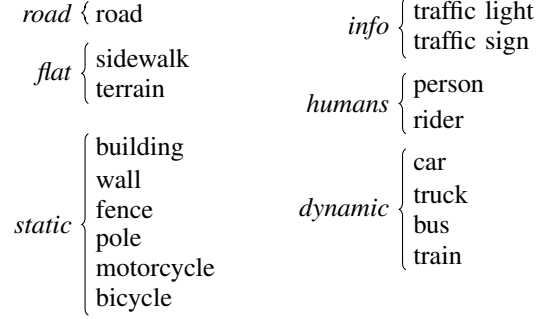 road { road
flat { sidewalk
terrain
static { building
wall
fence
pole
motorcycle
bicycle
info { traffic light
traffic sign
humans { person
rider
dynamic { car
truck
bus
train